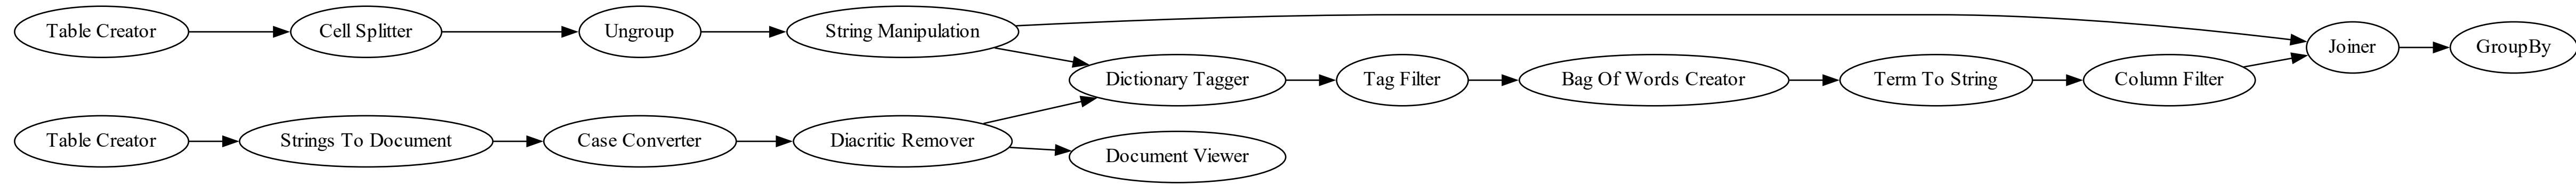 Table Creator
Cell Splitter
Ungroup
String Manipulation
Joiner
GroupBy
Dictionary Tagger
Tag Filter
Bag Of Words Creator
Term To String
Column Filter
Table Creator
Strings To Document
Case Converter
Diacritic Remover
Document Viewer